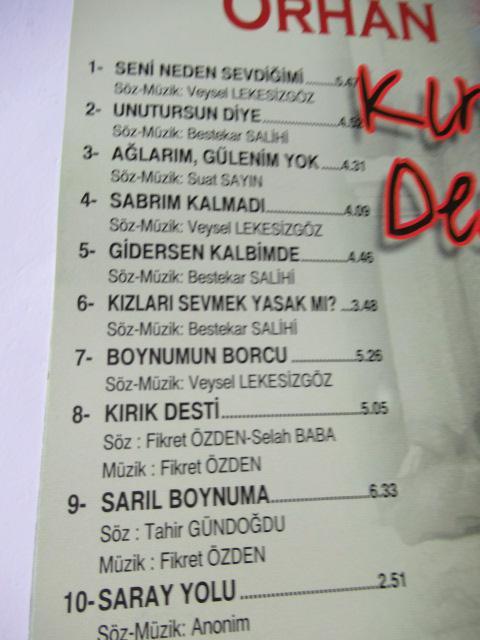 ORHAN
1- SENİ NEDEN SEVDİĞİMİ.........5.47
Söz-Müzik: Veysel LEKESİZGÖZ
2- UNUTURSUN DİYE
Söz-Müzik: Bestekar SALİHİ
3- AĞLARIM, GÜLENİM YOK......4.31
Söz-Müzik: Suat SAYIN
4- SABRIM KALMADI.................4.09
Söz-Müzik: Veysel LEKESİZGÖZ
5- GİDERSEN KALBİMDE...........4.46
Söz-Müzik: Bestekar SALİHİ
6- KIZLARI SEVMEK YASAK MI? ...3.48
Söz-Müzik: Bestekar SALİHİ
7- BOYNUMUN BORCU ..............5.26
Söz-Müzik: Veysel LEKESİZGÖZ
8- KIRIK DESTİ..............................5.05
Söz : Fikret ÖZDEN-Selah BABA
Müzik : Fikret ÖZDEN
9- SARIL BOYNUMA.....................6.33
Söz : Tahir GÜNDOĞDU
Müzik : Fikret ÖZDEN
10-SARAY YOLU ..........................2.51
Söz-Müzik: Anonim